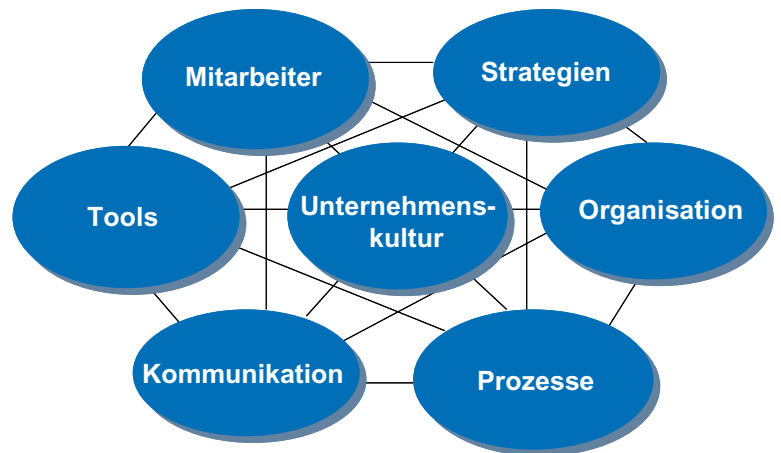 Mitarbeiter
Strategien
Tools
Unternehmens-
kultur
Organisation
Kommunikation
Prozesse